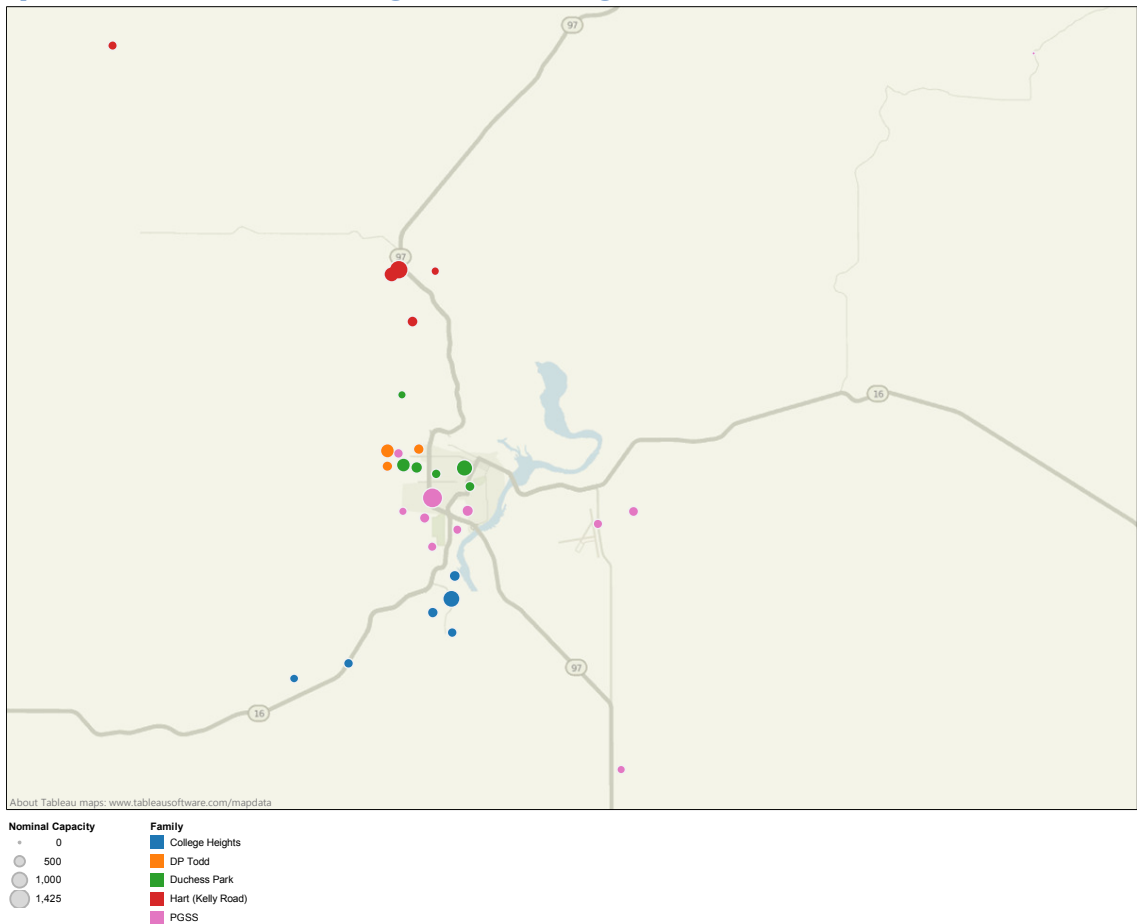 97
97
16
97
16
About Tableau maps: www.tableausoftware.com/mapdata
Nominal Capacity
0
500
1,000
1,425
Family
College Heights
DP Todd
Duchess Park
Hart (Kelly Road)
PGSS